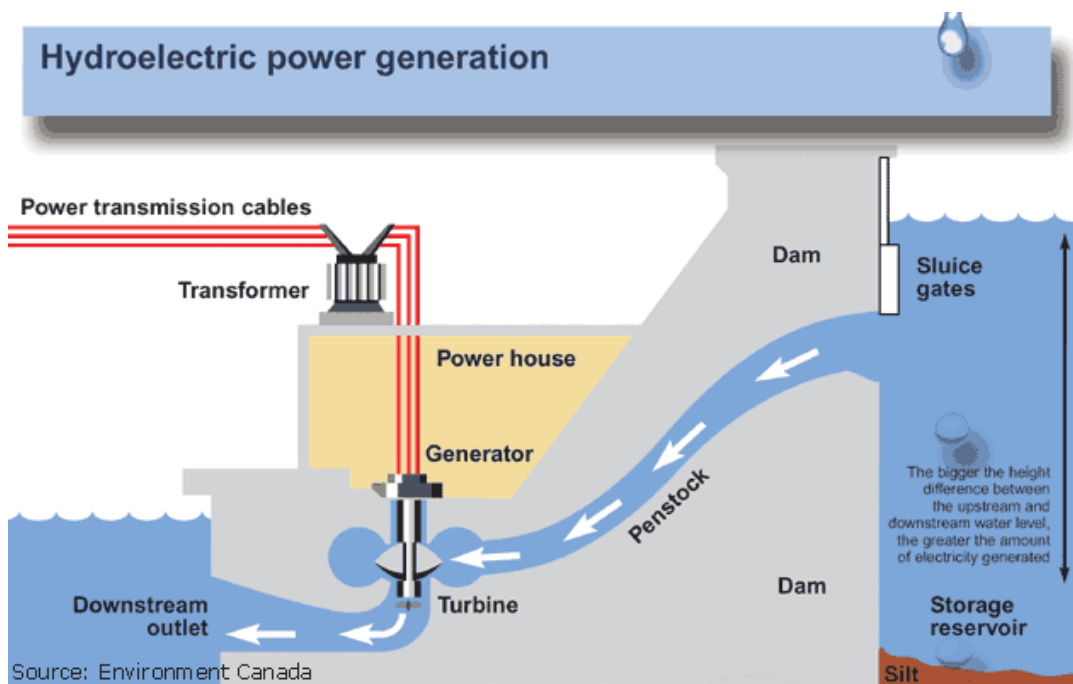 Hydroelectric power generation
Power transmission cables
Transformer
Dam
Sluice
gates
Power house
Generator
Penstock
The bigger the height
difference between
the upstream and
downstream water level,
the greater the amount
of electricity generated
Turbine
Dam
Downstream
outlet
Storage
reservoir
Silt
Source: Environment Canada